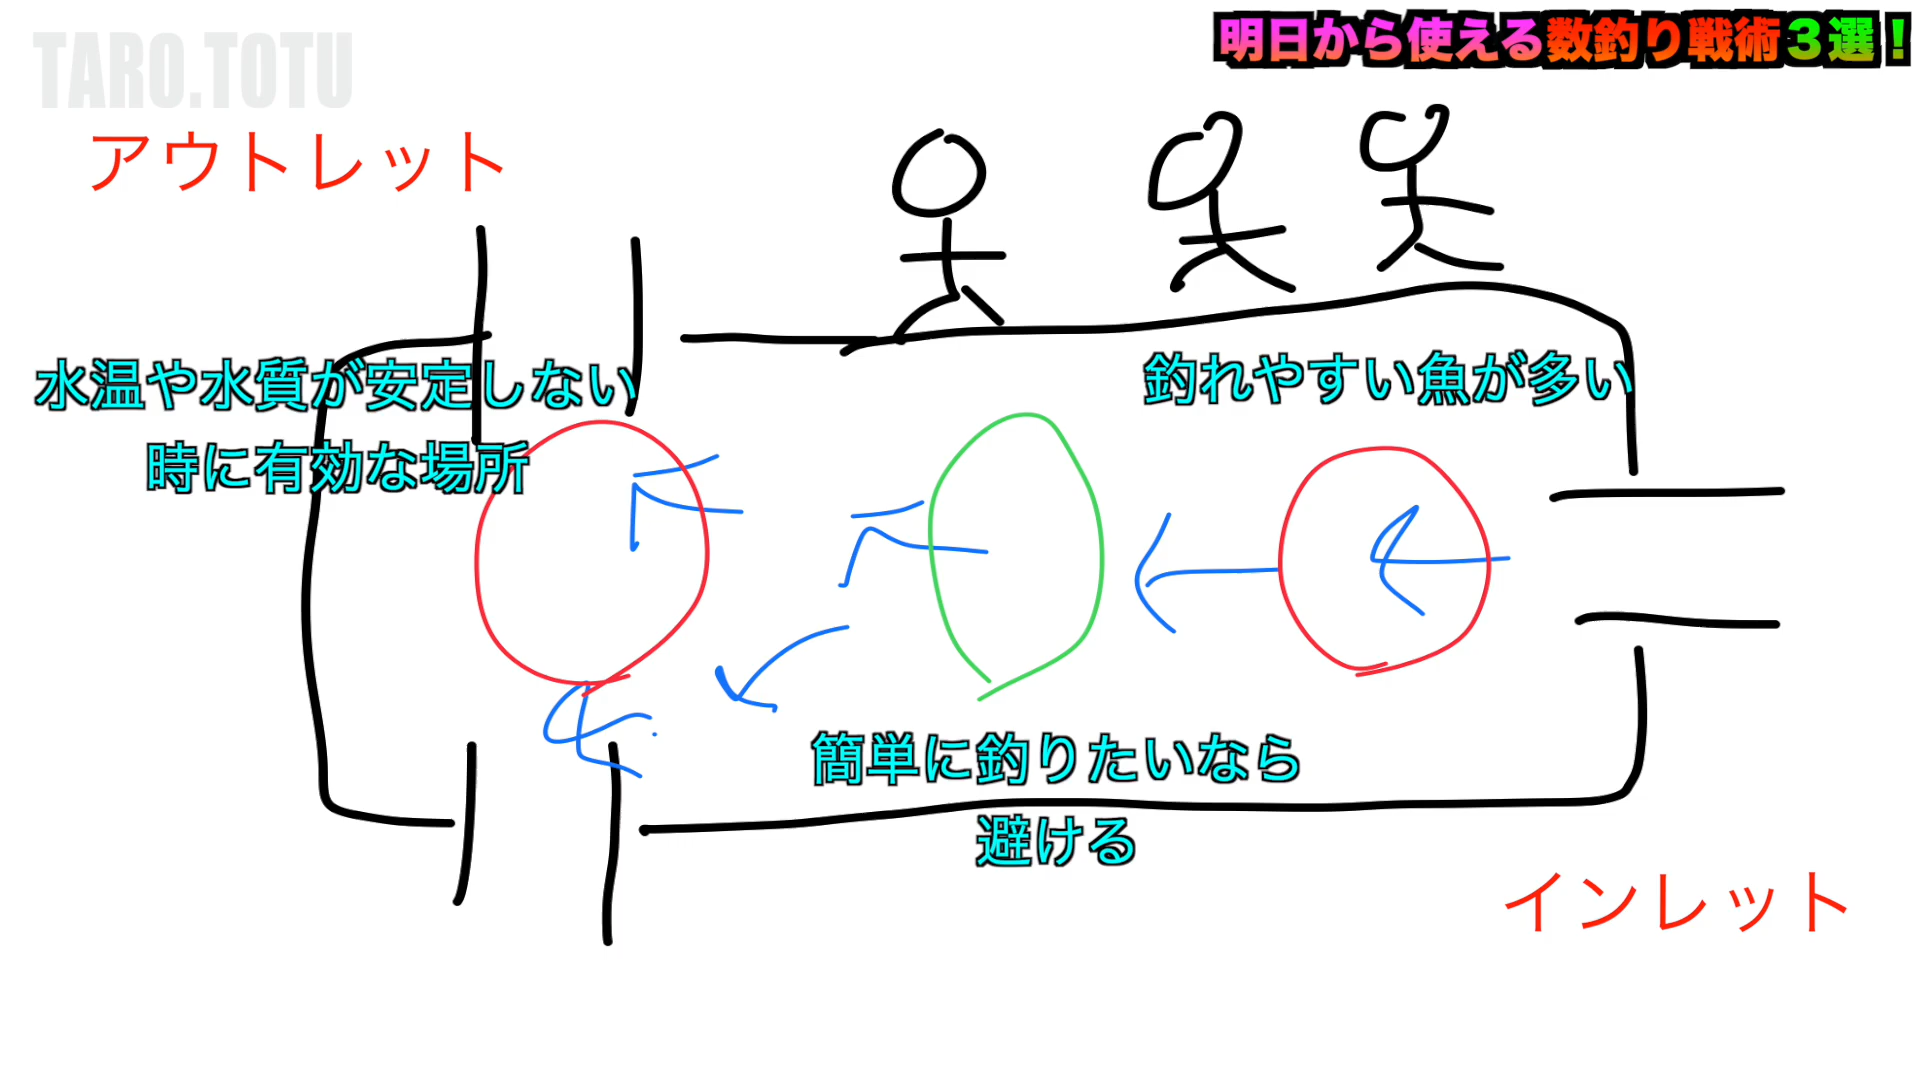 TARO.TOTU
明日から使える数釣り戦術３選！
アウトレット
水温や水質が安定しない
時に有効な場所
釣れやすい魚が多い
簡単に釣りたいなら
避ける
インレット